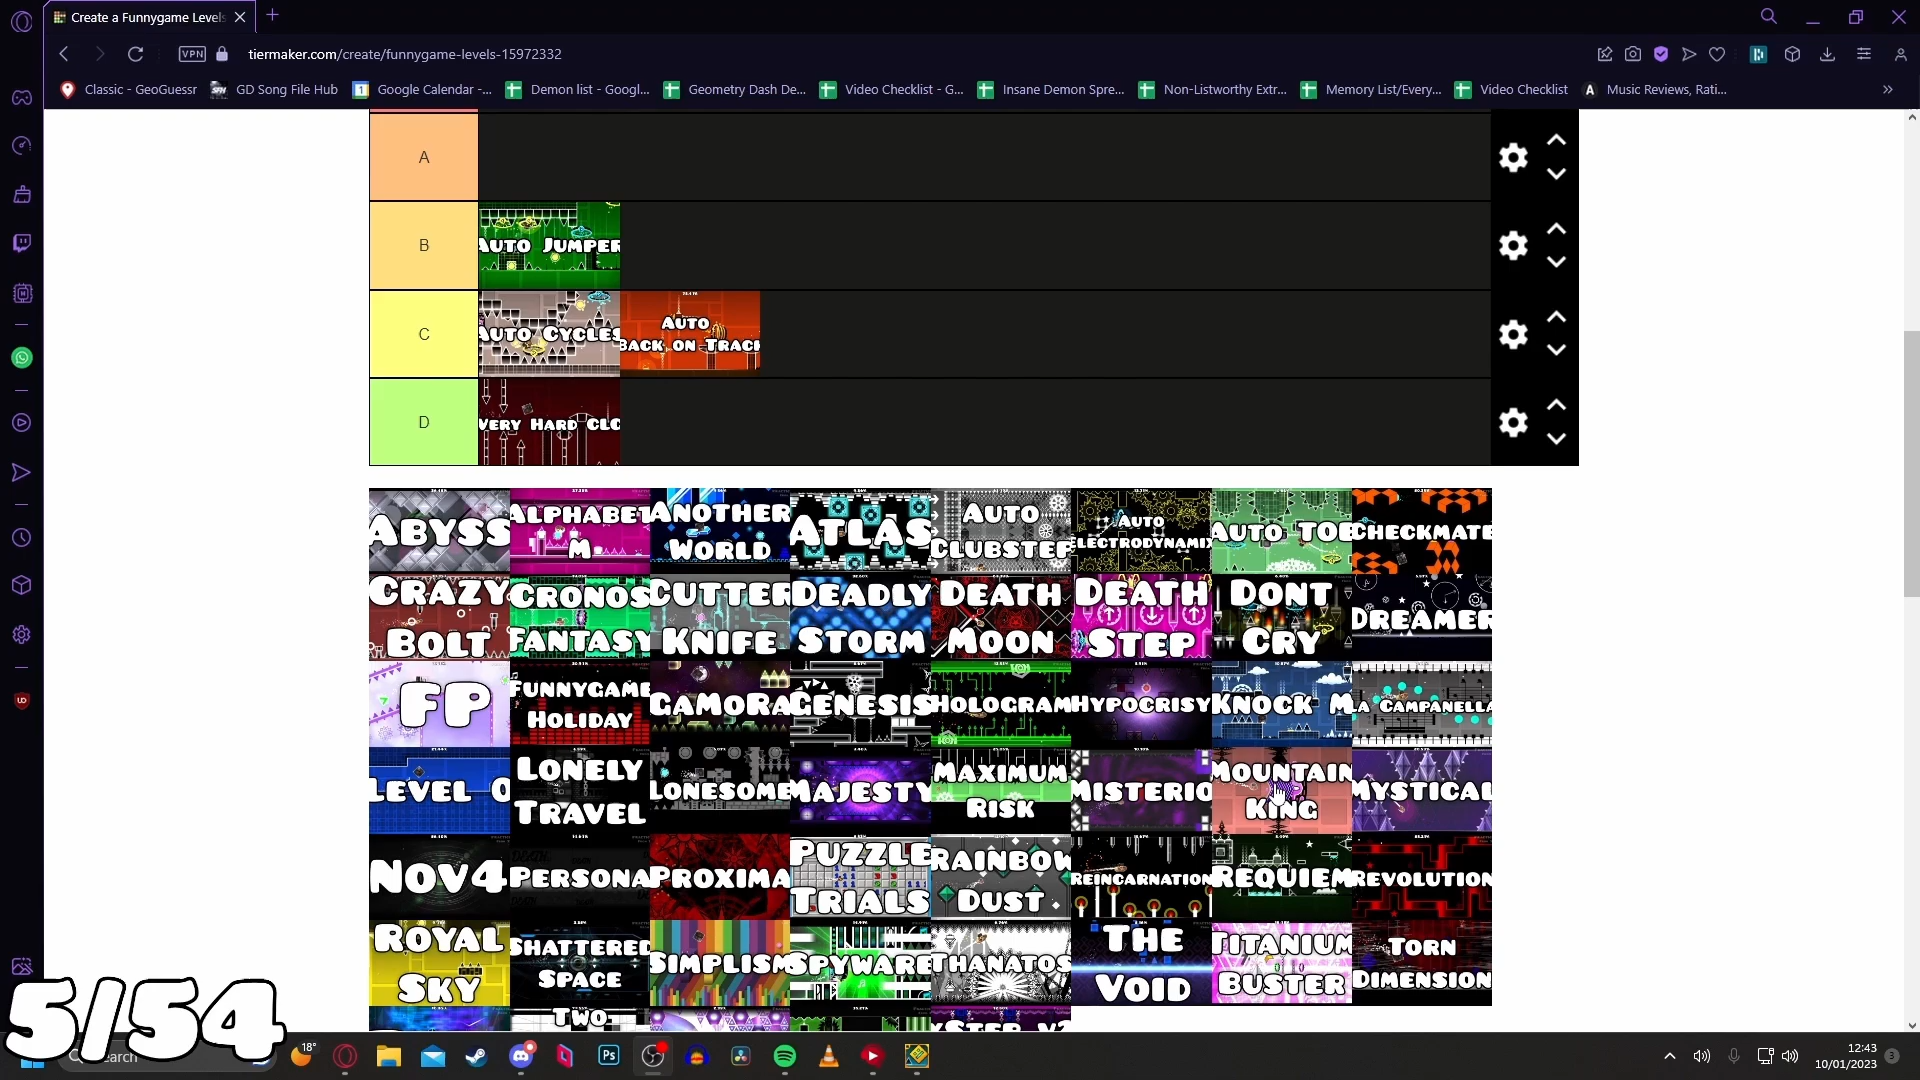 Create a Funnygame Levels
VPN
tiermaker.com/create/funnygame-levels-15972332
Classic - GeoGuessr
GD Song File Hub
Google Calendar -...
Demon list - Googl...
Geometry Dash De...
Video Checklist - G...
Insane Demon Spre...
Non-Listworthy Extr...
Memory List/Every...
Video Checklist
Music Reviews, Rati...
A
B
AUTO JUMPER
C
AUTO CYCLES
AUTO
BACK ON TRACK
D
VERY HARD CLO
ABYSS
ALPHABET
M
ANOTHER
WORLD
ATLAS
AUTO
CLUBSTEP
AUTO
ELECTRODYNAMIX
AUTO TOE
CHECKMATE
CRAZY
BOLT
CRONOS
FANTASY
CUTTER
KNIFE
DEADLY
STORM
DEATH
MOON
DEATH
STEP
DONT
CRY
DREAMER
FP
FUNNYGAME
HOLIDAY
GAMORA
GENESIS
HOLOGRAM
HYPOCRISY
KNOCK M
LA CAMPANELLA
LEVEL 0
LONELY
TRAVEL
LONESOME
MAJESTY
MAXIMUM
RISK
MISTERIO
MOUNTAIN
KING
MYSTICAL
NOV4
PERSONA
PROXIMA
PUZZLE
TRIALS
RAINBOW
DUST
REINCARNATION
REQUIEM
REVOLUTION
ROYAL
SKY
SHATTERED
SPACE
SIMPLISM
SPYWARE
THANATOS
THE
VOID
TITANIUM
BUSTER
TORN
DIMENSION
TWO
5/54
18°
12:43
10/01/2023
3